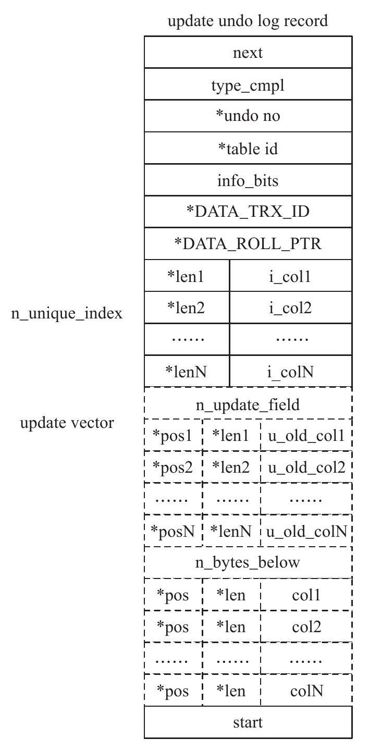 update undo log record
next
type_cmpl
*undo no
*table id
info_bits
*DATA_TRX_ID
*DATA_ROLL_PTR
*len1 i_col1
n_unique_index *len2 i_col2
...... ......
*lenN i_colN
n_update_field
update vector *pos1 *len1 u_old_col1
*pos2 *len2 u_old_col2
...... ...... ......
*posN *lenN u_old_colN
n_bytes_below
*pos *len col1
*pos *len col2
...... ...... ......
*pos *len colN
start